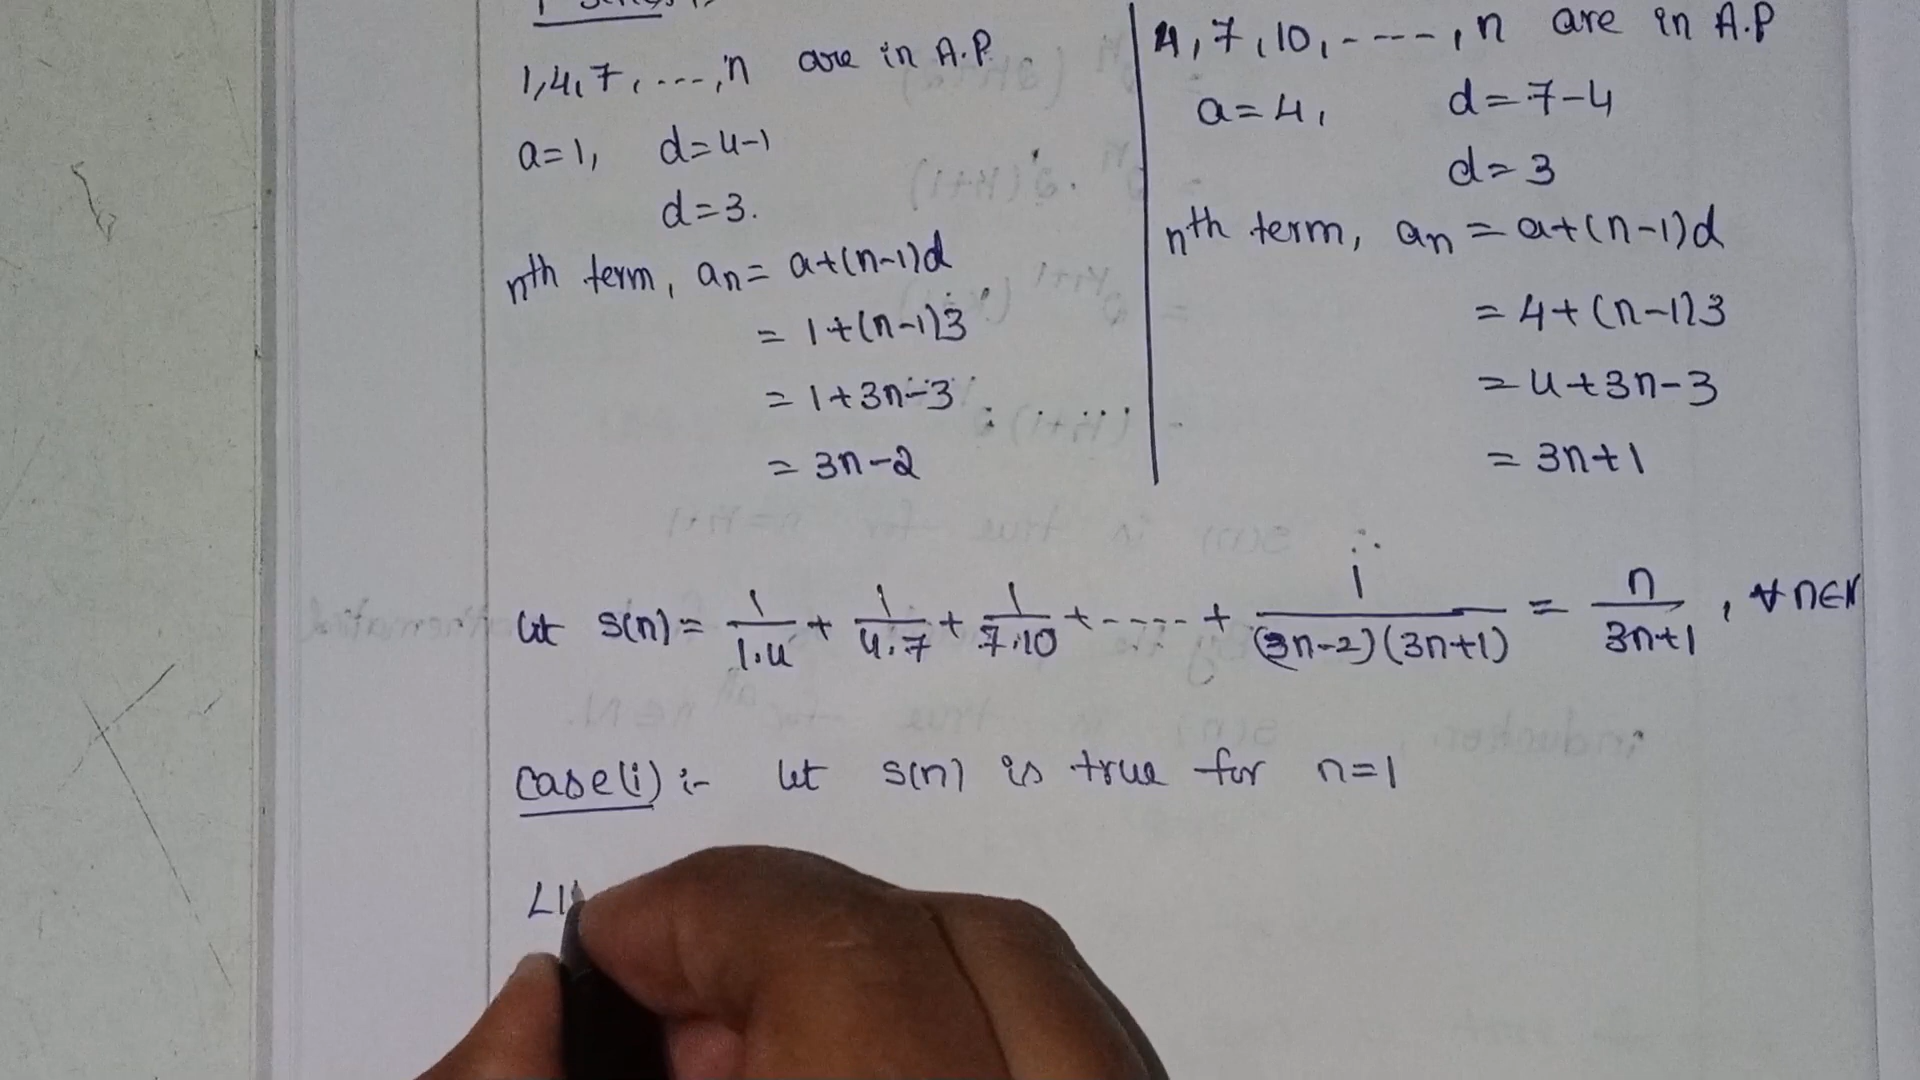 1,4,7,----,n are in A.P.
a=1, d=4-1
d=3.
nth term, an = a+(n-1)d
= 1+(n-1)3
= 1+3n-3
= 3n-2
4,7,10,----,n are in A.P
a=4, d=7-4
d=3
nth term, an = a+(n-1)d
= 4+(n-1)3
= 4+3n-3
= 3n+1
let s(n) = 1/1.4 + 1/4.7 + 1/7.10 + ---- + 1/(3n-2)(3n+1) = n/3n+1, ∀ n∈N
case(i) :- let s(n) is true for n=1